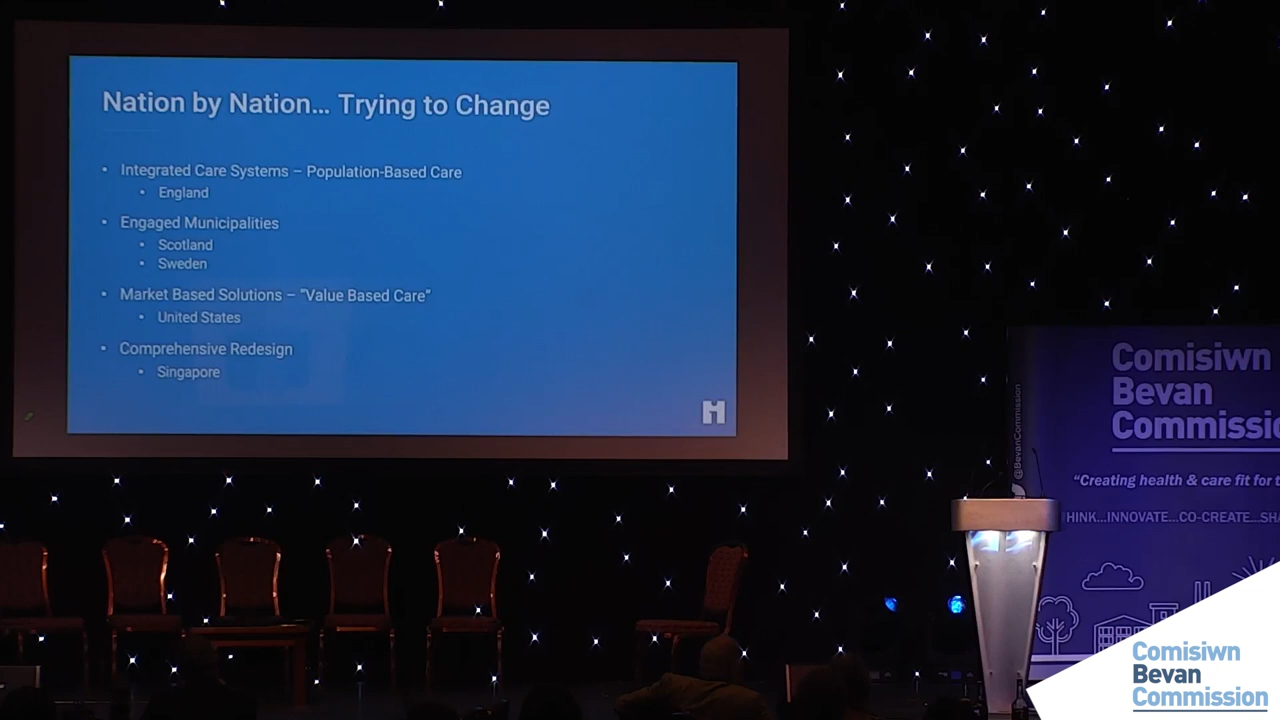 Nation by Nation... Trying to Change
• Integrated Care Systems – Population-Based Care
• England
• Engaged Municipalities
• Scotland
• Sweden
• Market Based Solutions – “Value Based Care”
• United States
• Comprehensive Redesign
• Singapore
@BevanCommission
Comisiwn
Bevan
Commissio
“Creating health & care fit for t
HINK...INNOVATE...CO-CREATE...SH
Comisiwn
Bevan
Commission